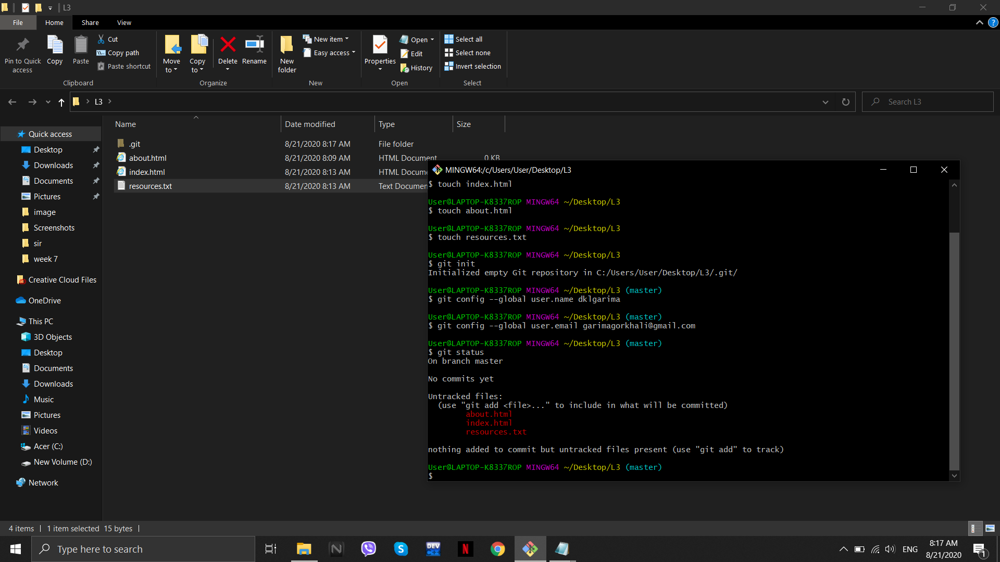 L3
File Home Share View
Pin to Quick access
Copy
Paste
Cut
Copy path
Paste shortcut
Clipboard
Move to
Copy to
Delete
Rename
Organize
New folder
New item
Easy access
New
Properties
Open
Edit
History
Open
Select all
Select none
Invert selection
Select
L3
Search L3
Name Date modified Type Size
.git 8/21/2020 8:17 AM File folder
about.html 8/21/2020 8:09 AM HTML Document 0 KB
index.html 8/21/2020 8:13 AM HTML Docume
resources.txt 8/21/2020 8:13 AM Text Documen
Quick access
Desktop
Downloads
Documents
Pictures
image
Screenshots
sir
week 7
Creative Cloud Files
OneDrive
This PC
3D Objects
Desktop
Documents
Downloads
Music
Pictures
Videos
Acer (C:)
New Volume (D:)
Network
MINGW64:/c/Users/User/Desktop/L3
$ touch index.html
User@LAPTOP-K8337ROP MINGW64 ~/Desktop/L3
$ touch about.html
User@LAPTOP-K8337ROP MINGW64 ~/Desktop/L3
$ touch resources.txt
User@LAPTOP-K8337ROP MINGW64 ~/Desktop/L3
$ git init
Initialized empty Git repository in C:/Users/User/Desktop/L3/.git/
User@LAPTOP-K8337ROP MINGW64 ~/Desktop/L3 (master)
$ git config --global user.name dklgarima
User@LAPTOP-K8337ROP MINGW64 ~/Desktop/L3 (master)
$ git config --global user.email garimagorkhali@gmail.com
User@LAPTOP-K8337ROP MINGW64 ~/Desktop/L3 (master)
$ git status
On branch master
No commits yet
Untracked files:
(use "git add <file>..." to include in what will be committed)
about.html
index.html
resources.txt
nothing added to commit but untracked files present (use "git add" to track)
User@LAPTOP-K8337ROP MINGW64 ~/Desktop/L3 (master)
$
4 items 1 item selected 15 bytes
Type here to search
N
S
DEV C++
N
ENG
8:17 AM
8/21/2020
1